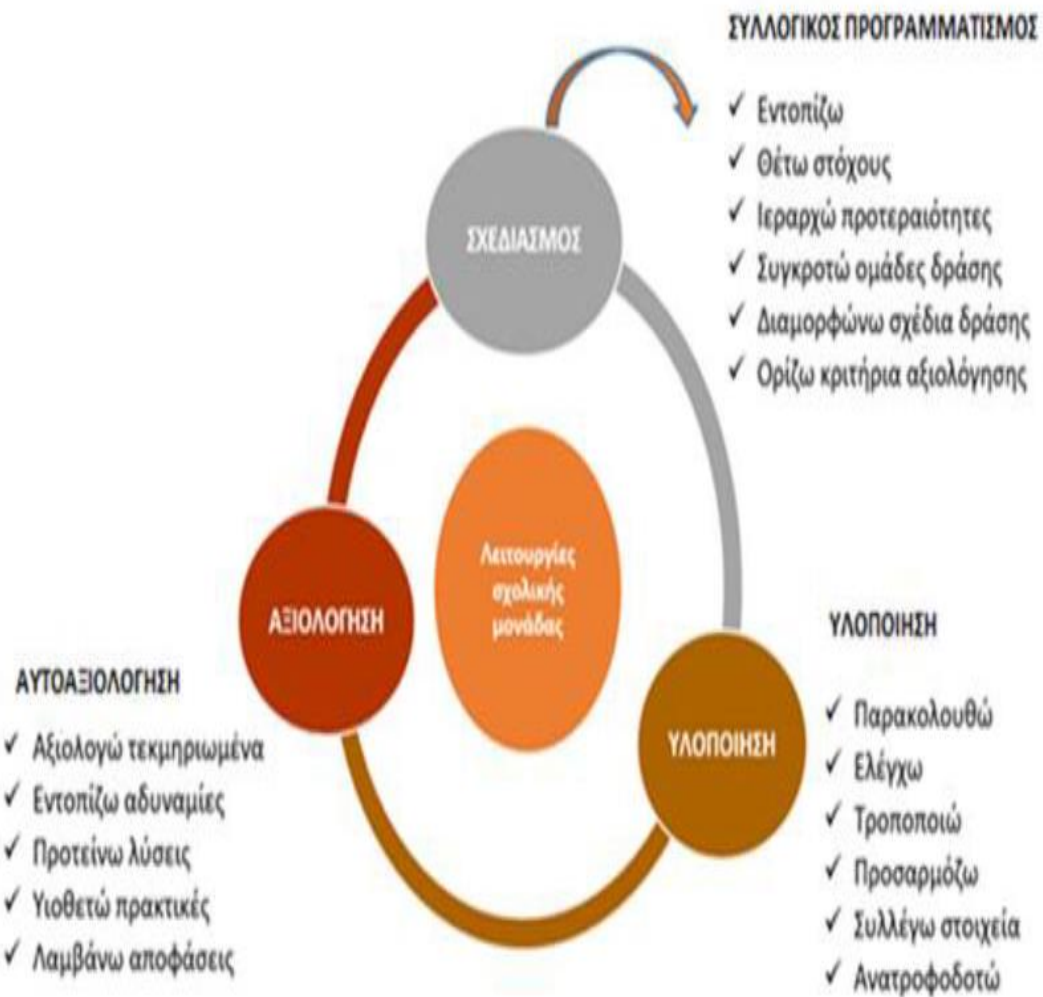 ΣΥΛΛΟΓΙΚΟΣ ΠΡΟΓΡΑΜΜΑΤΙΣΜΟΣ
✓ Εντοπίζω
✓ Θέτω στόχους
✓ Ιεραρχώ προτεραιότητες
✓ Συγκροτώ ομάδες δράσης
✓ Διαμορφώνω σχέδια δράσης
✓ Ορίζω κριτήρια αξιολόγησης
ΣΧΕΔΙΑΣΜΟΣ
Λειτουργίες
σχολικής
μονάδας
ΑΞΙΟΛΟΓΗΣΗ
ΥΛΟΠΟΙΗΣΗ
ΥΛΟΠΟΙΗΣΗ
✓ Παρακολουθώ
✓ Ελέγχω
✓ Τροποποιώ
✓ Προσαρμόζω
✓ Συλλέγω στοιχεία
✓ Ανατροφοδοτώ
ΑΥΤΟΑΞΙΟΛΟΓΗΣΗ
✓ Αξιολογώ τεκμηριωμένα
✓ Εντοπίζω αδυναμίες
✓ Προτείνω λύσεις
✓ Υιοθετώ πρακτικές
✓ Λαμβάνω αποφάσεις